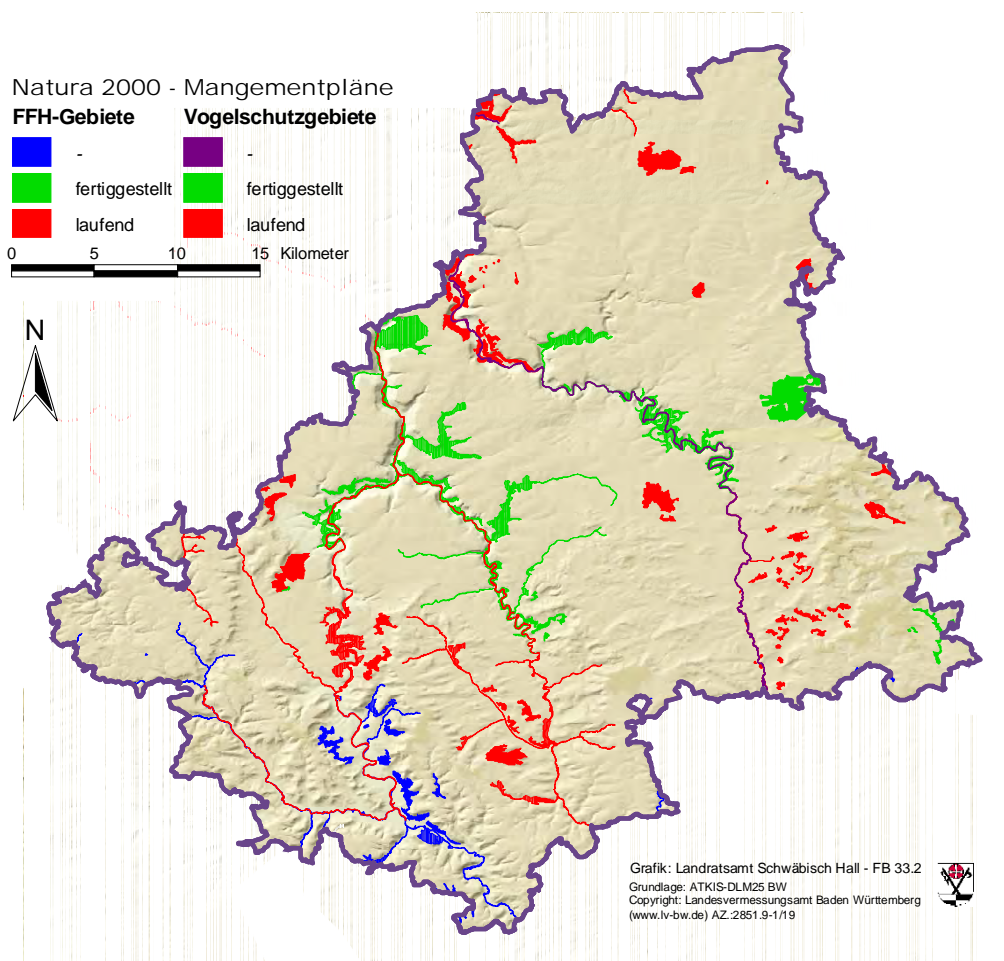 Natura 2000 - Mangementpläne
FFH-Gebiete Vogelschutzgebiete
- -
fertiggestellt fertiggestellt
laufend laufend
0 5 10 15 Kilometer
N
Grafik: Landratsamt Schwäbisch Hall - FB 33.2
Grundlage: ATKIS-DLM25 BW
Copyright: Landesvermessungsamt Baden Württemberg
(www.lv-bw.de) AZ.:2851.9-1/19